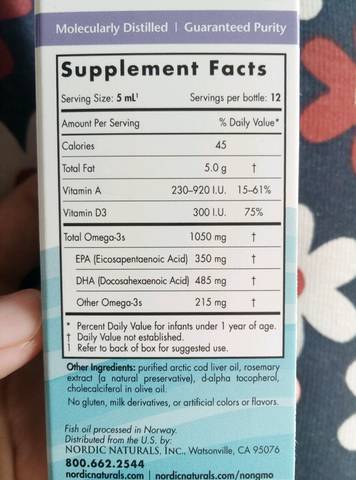 Molecularly Distilled | Guaranteed Purity
Supplement Facts
Serving Size: 5 mL¹ Servings per bottle: 12
Amount Per Serving % Daily Value*
Calories 45
Total Fat 5.0 g †
Vitamin A 230–920 I.U. 15–61%
Vitamin D3 300 I.U. 75%
Total Omega-3s 1050 mg †
EPA (Eicosapentaenoic Acid) 350 mg †
DHA (Docosahexaenoic Acid) 485 mg †
Other Omega-3s 215 mg †
* Percent Daily Value for infants under 1 year of age.
† Daily Value not established.
1 Refer to back of box for suggested use.
Other Ingredients: purified arctic cod liver oil, rosemary
extract (a natural preservative), d-alpha tocopherol,
cholecalciferol in olive oil.
No gluten, milk derivatives, or artificial colors or flavors.
Fish oil processed in Norway.
Distributed from the U.S. by:
NORDIC NATURALS, INC., Watsonville, CA 95076
800.662.2544
nordicnaturals.com | nordicnaturals.com/nongmo